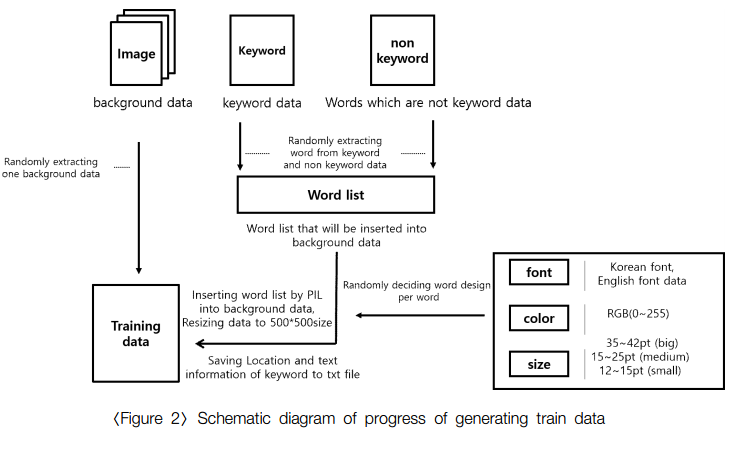 Image
Keyword
non
keyword
background data
keyword data
Words which are not keyword data
Randomly extracting
one background data
Randomly extracting
word from keyword
and non keyword data
Word list
Word list that will be inserted into
background data
Training
data
Inserting word list by PIL
into background data,
Resizing data to 500*500size
Saving Location and text
information of keyword to txt file
Randomly deciding word design
per word
font
Korean font,
English font data
color
RGB(0~255)
size
35~42pt (big)
15~25pt (medium)
12~15pt (small)
〈Figure 2〉 Schematic diagram of progress of generating train data